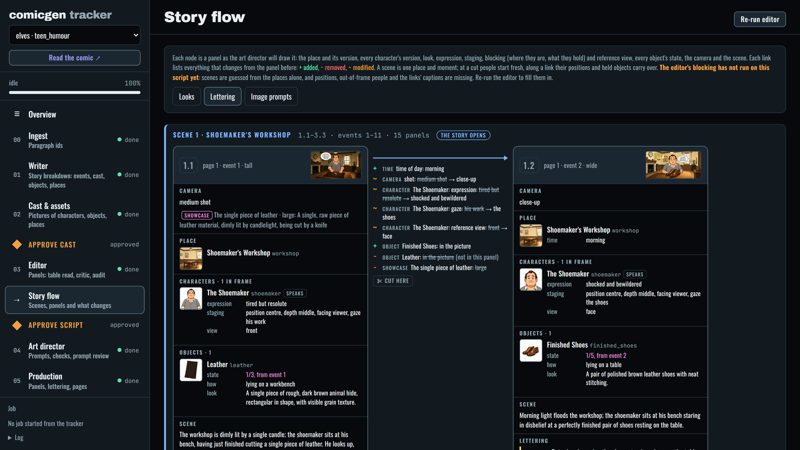 comicgen tracker
elves · teen_humour
Read the comic ↗
idle 100%
Overview
00 Ingest
Paragraph ids
done
01 Writer
Story breakdown: events, cast, objects, places
done
02 Cast & assets
Pictures of characters, objects, places
done
APPROVE CAST approved
03 Editor
Panels: table read, critic, audit
done
→ Story flow
Scenes, panels and what changes
APPROVE SCRIPT approved
04 Art director
Prompts, checks, prompt review
done
05 Production
Panels, lettering, pages
done
Job
No job started from the tracker
▸ Log
Story flow
Re-run editor
Each node is a panel as the art director will draw it: the place and its version, every character's version, look, expression, staging, blocking (where they are, what they hold) and reference view, every object's state, the camera and the scene. Each link
lists everything that changes from the panel before: + added, - removed, ~ modified. A scene is one place and moment; at a cut people start fresh, along a link their positions and held objects carry over. The editor's blocking has not run on this
script yet: scenes are guessed from the places alone, and positions, out-of-frame people and the links' captions are missing. Re-run the editor to fill them in.
Looks
Lettering
Image prompts
SCENE 1 · SHOEMAKER'S WORKSHOP 1.1–3.3 · events 1–11 · 15 panels THE STORY OPENS
1.1 page 1 · event 1 · tall
CAMERA
medium shot
SHOWCASE The single piece of leather · large: A single, raw piece of leather material, dimly lit by candlelight, being cut by a knife
PLACE
Shoemaker's Workshop workshop
CHARACTERS · 1 IN FRAME
The Shoemaker shoemaker SPEAKS
expression tired but resolute
staging position centre, depth middle, facing viewer, gaze his work
view front
OBJECTS · 1
Leather leather
state 1/3, from event 1
how lying on a workbench
look A single piece of rough, dark brown animal hide, rectangular in shape, with visible grain texture.
SCENE
The workshop is dimly lit by a single candle; the shoemaker sits at his
bench, having just finished cutting a single piece of leather. He looks up,
+ TIME time of day: morning
~ CAMERA shot: medium shot → close-up
~ CHARACTER The Shoemaker: expression: tired but resolute → shocked and bewildered
~ CHARACTER The Shoemaker: gaze: his work → the shoes
~ CHARACTER The Shoemaker: reference view: front → face
+ OBJECT Finished Shoes: in the picture
- OBJECT Leather: in the picture (not in this panel)
- SHOWCASE The single piece of leather: large
✂ CUT HERE
1.2 page 1 · event 2 · wide
CAMERA
close-up
PLACE
Shoemaker's Workshop workshop
time morning
CHARACTERS · 1 IN FRAME
The Shoemaker shoemaker SPEAKS
expression shocked and bewildered
staging position centre, depth middle, facing viewer, gaze the shoes
view face
OBJECTS · 1
Finished Shoes finished_shoes
state 1/5, from event 2
how lying on a table
look A pair of polished brown leather shoes with neat stitching.
SCENE
Morning light floods the workshop; the shoemaker sits at his bench staring
in disbelief at a perfectly finished pair of shoes resting on the table.
LETTERING